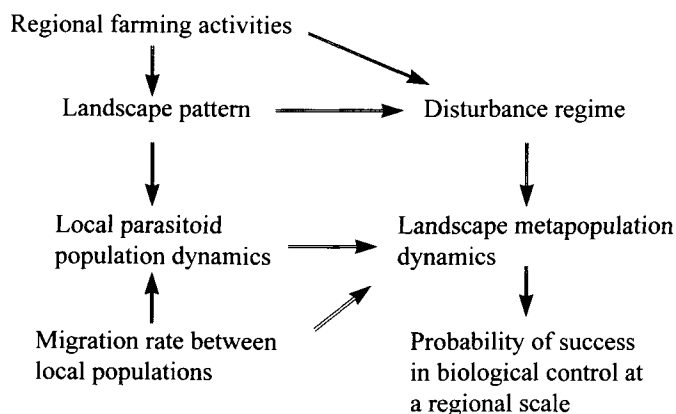 Regional farming activities
Landscape pattern
Disturbance regime
Local parasitoid
population dynamics
Landscape metapopulation
dynamics
Migration rate between
local populations
Probability of success
in biological control at
a regional scale